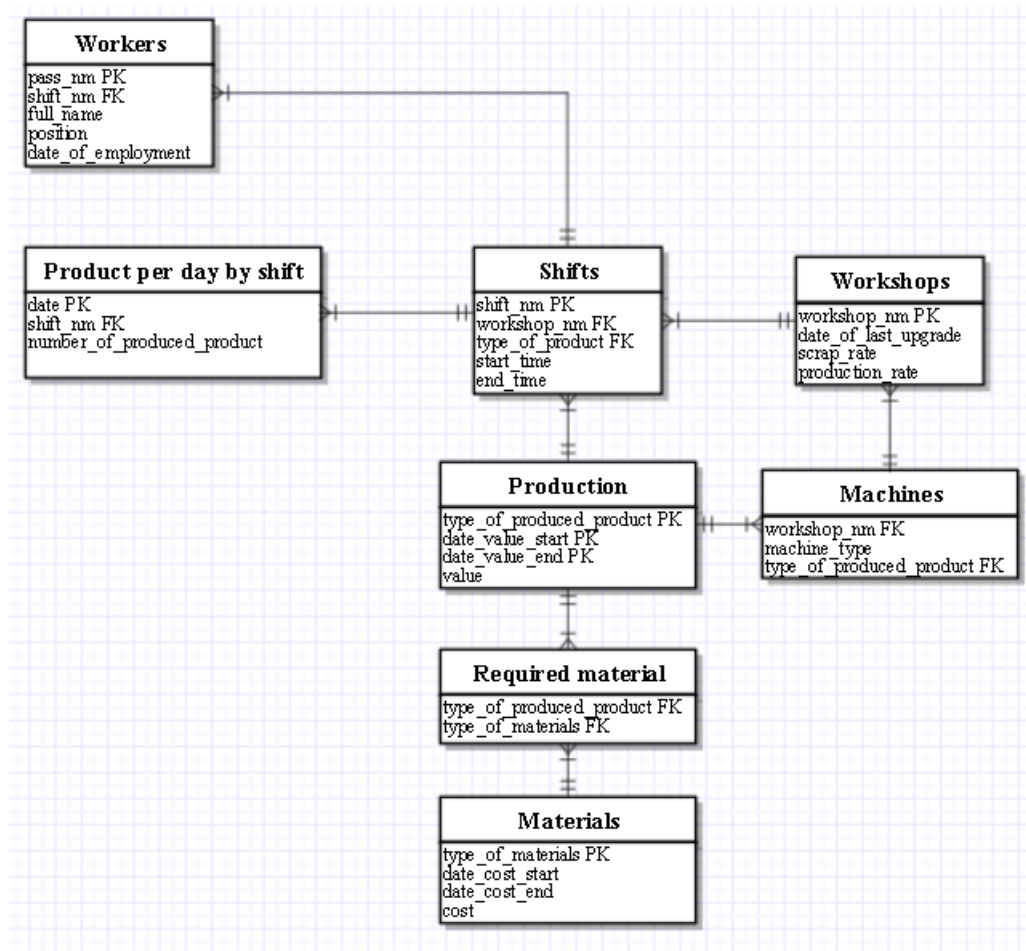 Workers
pass_nm PK
shift_nm FK
full_name
position
date_of_employment
Product per day by shift
date PK
shift_nm FK
number_of_produced_product
Shifts
shift_nm PK
workshop_nm FK
type_of_product FK
start_time
end_time
Workshops
workshop_nm PK
date_of_last_upgrade
scrap_rate
production_rate
Production
type_of_produced_product PK
date_value_start PK
date_value_end PK
value
Machines
workshop_nm FK
machine_type
type_of_produced_product FK
Required material
type_of_produced_product FK
type_of_materials FK
Materials
type_of_materials PK
date_cost_start
date_cost_end
cost